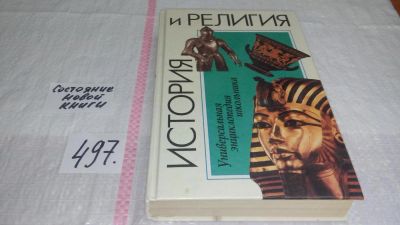 Состояние
новой
книги
497.
ИСТОРИЯ
и РЕЛИГИЯ
Универсальная
энциклопедия
школьника